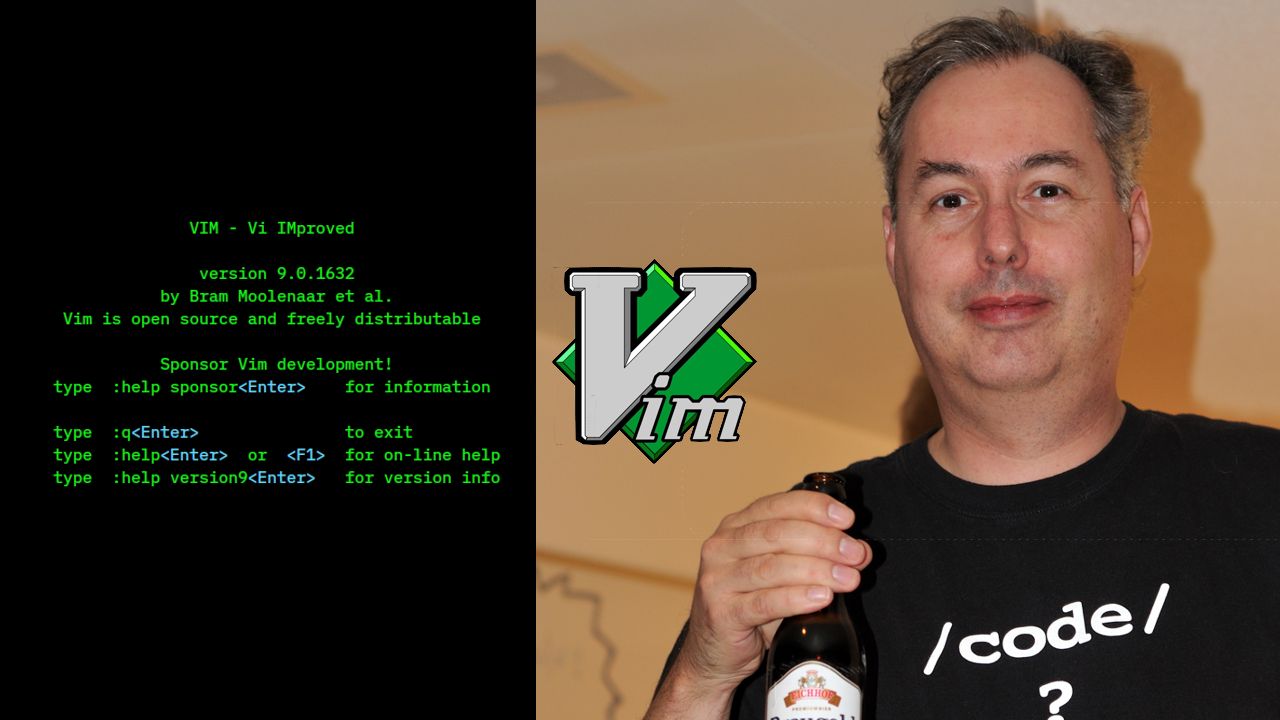 VIM - Vi IMproved
version 9.0.1632
by Bram Moolenaar et al.
Vim is open source and freely distributable
Sponsor Vim development!
type :help sponsor<Enter> for information
type :q<Enter> to exit
type :help<Enter> or <F1> for on-line help
type :help version9<Enter> for version info
Vim
/code/
?
EICHHOF